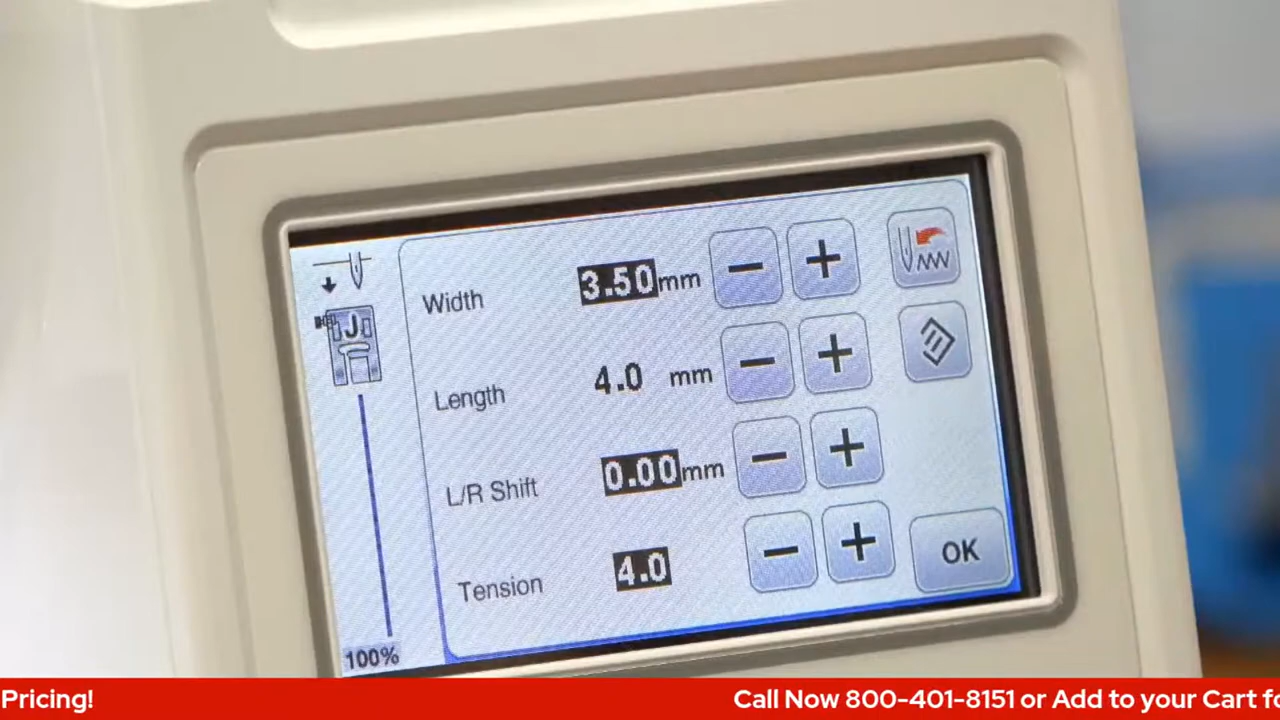 Width 3.50mm − +
J
Length 4.0 mm − +
L/R Shift 0.00mm − +
Tension 4.0 − + OK
100%
Pricing! Call Now 800-401-8151 or Add to your Cart fo